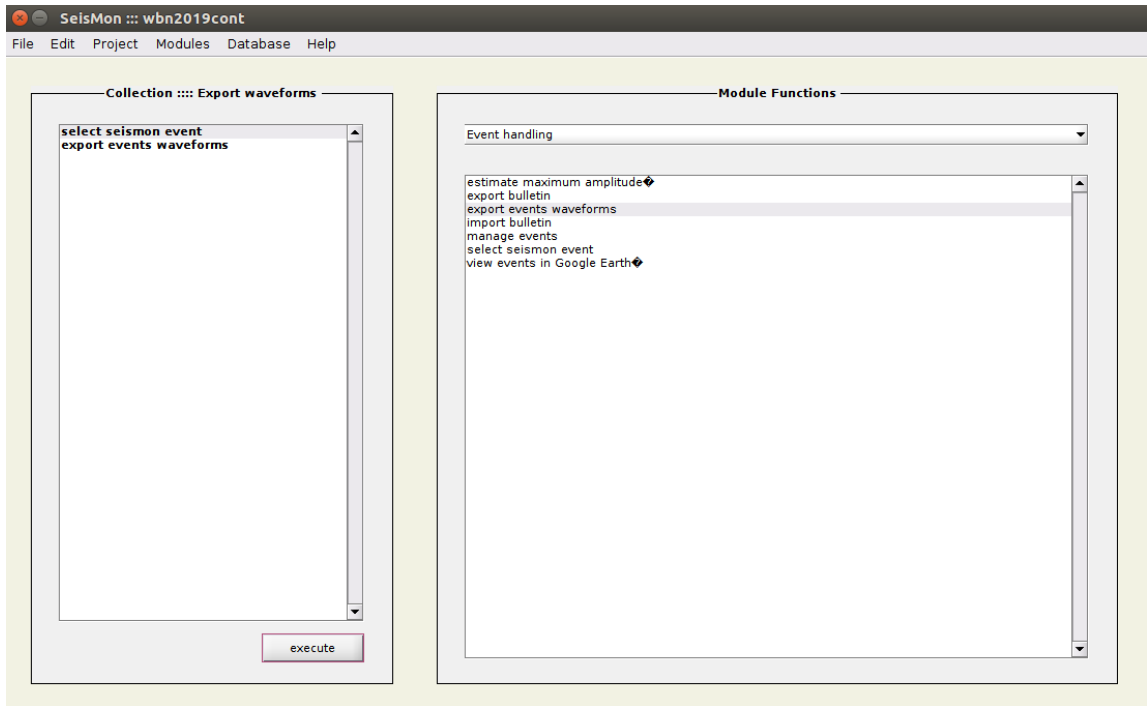 SeisMon ::: wbn2019cont
File Edit Project Modules Database Help
Collection :::: Export waveforms
select seismon event
export events waveforms
execute
Module Functions
Event handling
estimate maximum amplitude�
export bulletin
export events waveforms
import bulletin
manage events
select seismon event
view events in Google Earth�